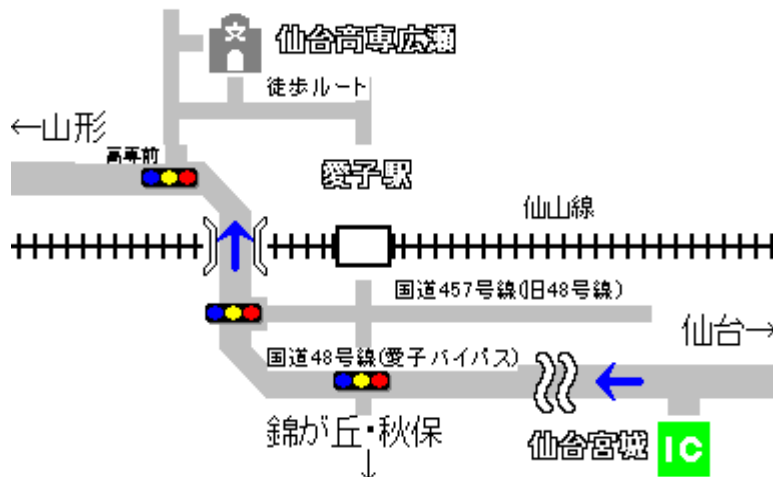 文
仙台高専広瀬
徒歩ルート
←山形
高専前
愛子駅
仙山線
国道457号線(旧48号線)
仙台→
国道48号線(愛子バイパス)
錦が丘・秋保
↓
仙台宮城
IC